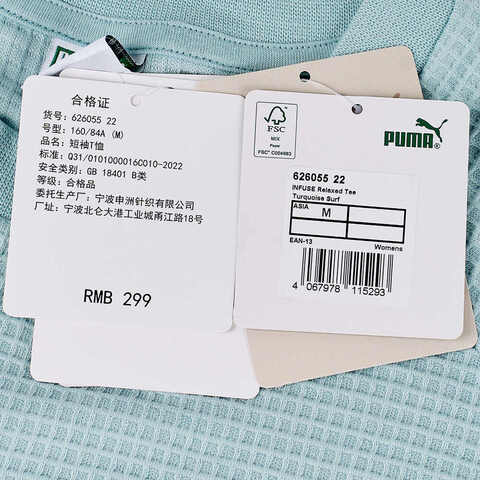 合格证
货号: 626055 22
号型: 160/84A (M)
品名: 短袖T恤
标准: 031/0101000016C010-2022
安全类别: GB 18401 B类
等级: 合格品
委托生产厂: 宁波申洲针织有限公司
厂址: 宁波北仑大港工业城甬江路18号
RMB 299
FSC
MIX
Paper
FSC® C004683
PUMA
626055 22
INFUSE Relaxed Tee
Turquoise Surf
ASIA
M
EAN-13
Womens
4 067978 115293